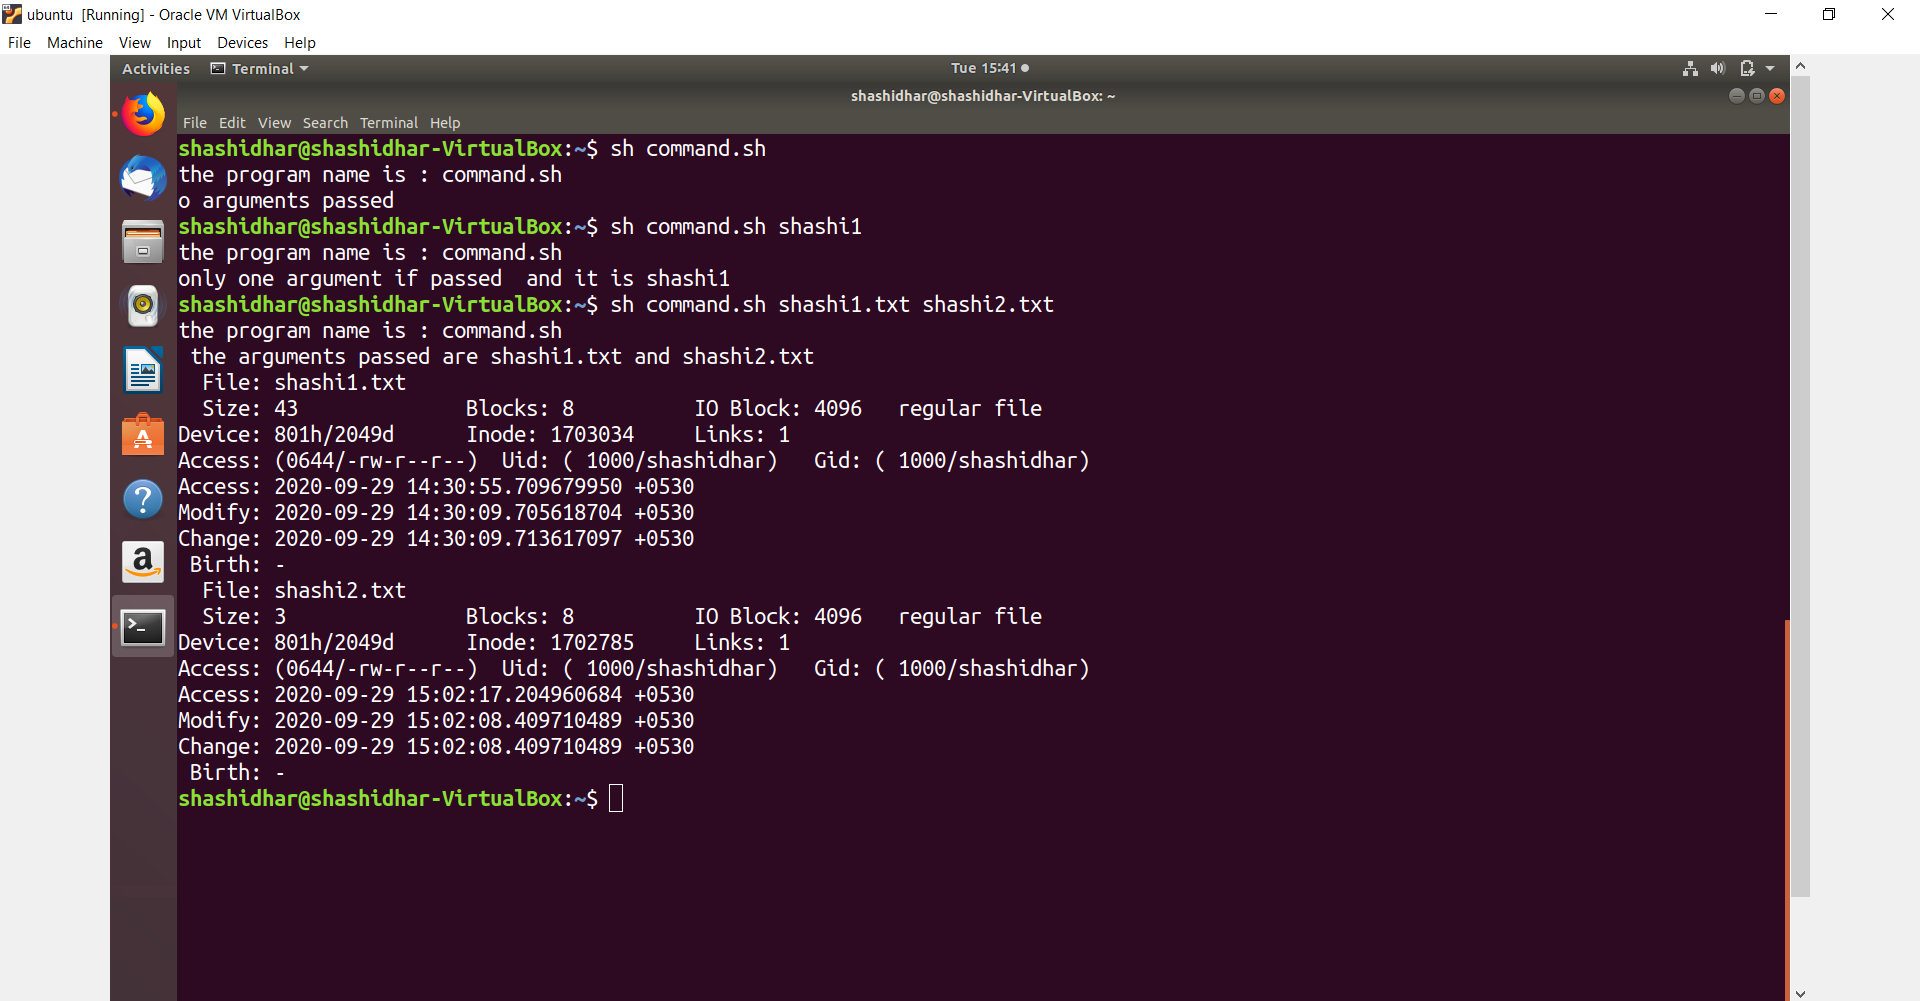 ubuntu [Running] - Oracle VM VirtualBox
File Machine View Input Devices Help
Activities Terminal Tue 15:41
shashidhar@shashidhar-VirtualBox: ~
File Edit View Search Terminal Help
shashidhar@shashidhar-VirtualBox:~$ sh command.sh
the program name is : command.sh
o arguments passed
shashidhar@shashidhar-VirtualBox:~$ sh command.sh shashi1
the program name is : command.sh
only one argument if passed  and it is shashi1
shashidhar@shashidhar-VirtualBox:~$ sh command.sh shashi1.txt shashi2.txt
the program name is : command.sh
 the arguments passed are shashi1.txt and shashi2.txt
  File: shashi1.txt
  Size: 43              Blocks: 8          IO Block: 4096   regular file
Device: 801h/2049d      Inode: 1703034     Links: 1
Access: (0644/-rw-r--r--)  Uid: ( 1000/shashidhar)   Gid: ( 1000/shashidhar)
Access: 2020-09-29 14:30:55.709679950 +0530
Modify: 2020-09-29 14:30:09.705618704 +0530
Change: 2020-09-29 14:30:09.713617097 +0530
 Birth: -
  File: shashi2.txt
  Size: 3               Blocks: 8          IO Block: 4096   regular file
Device: 801h/2049d      Inode: 1702785     Links: 1
Access: (0644/-rw-r--r--)  Uid: ( 1000/shashidhar)   Gid: ( 1000/shashidhar)
Access: 2020-09-29 15:02:17.204960684 +0530
Modify: 2020-09-29 15:02:08.409710489 +0530
Change: 2020-09-29 15:02:08.409710489 +0530
 Birth: -
shashidhar@shashidhar-VirtualBox:~$